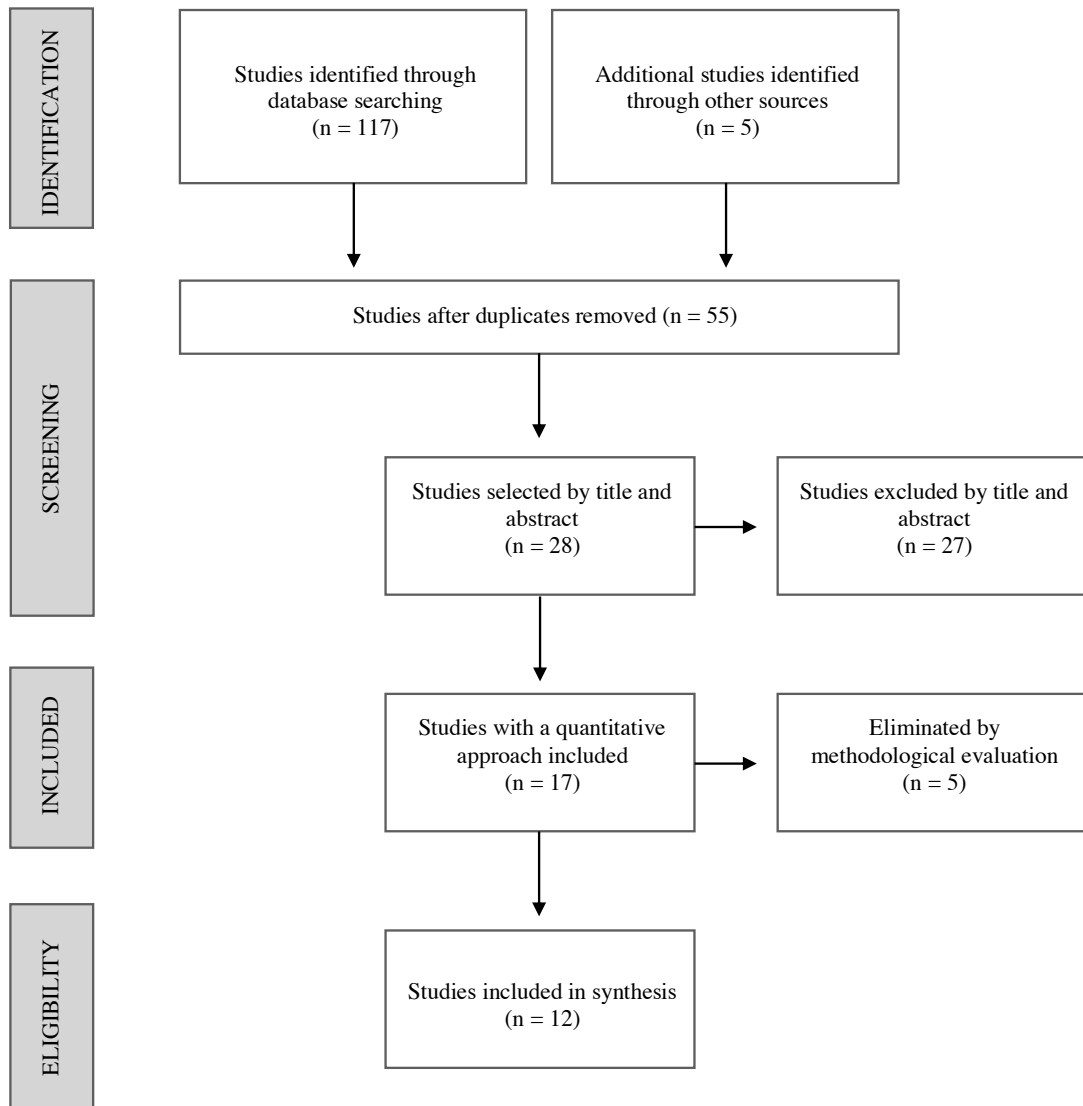 IDENTIFICATION
Studies identified through
database searching
(n = 117)
Additional studies identified
through other sources
(n = 5)
SCREENING
Studies after duplicates removed (n = 55)
Studies selected by title and
abstract
(n = 28)
Studies excluded by title and
abstract
(n = 27)
INCLUDED
Studies with a quantitative
approach included
(n = 17)
Eliminated by
methodological evaluation
(n = 5)
ELIGIBILITY
Studies included in synthesis
(n = 12)